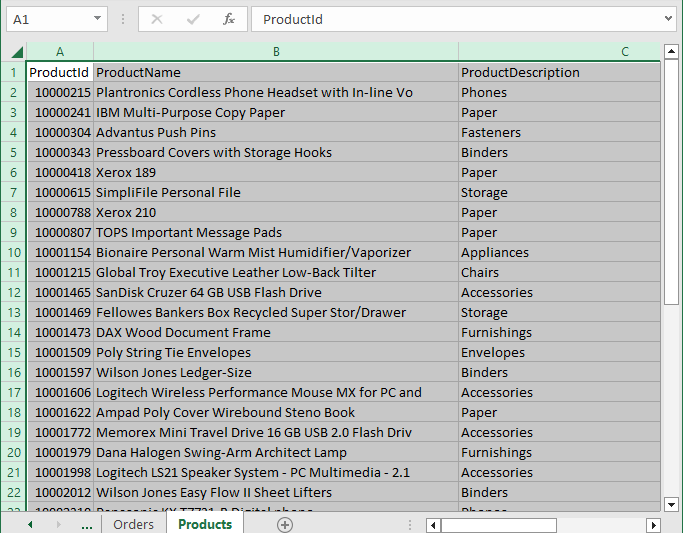 A1 fx ProductId
A B C
1 ProductId ProductName ProductDescription
2 10000215 Plantronics Cordless Phone Headset with In-line Vo Phones
3 10000241 IBM Multi-Purpose Copy Paper Paper
4 10000304 Advantus Push Pins Fasteners
5 10000343 Pressboard Covers with Storage Hooks Binders
6 10000418 Xerox 189 Paper
7 10000615 SimpliFile Personal File Storage
8 10000788 Xerox 210 Paper
9 10000807 TOPS Important Message Pads Paper
10 10001154 Bionaire Personal Warm Mist Humidifier/Vaporizer Appliances
11 10001215 Global Troy Executive Leather Low-Back Tilter Chairs
12 10001465 SanDisk Cruzer 64 GB USB Flash Drive Accessories
13 10001469 Fellowes Bankers Box Recycled Super Stor/Drawer Storage
14 10001473 DAX Wood Document Frame Furnishings
15 10001509 Poly String Tie Envelopes Envelopes
16 10001597 Wilson Jones Ledger-Size Binders
17 10001606 Logitech Wireless Performance Mouse MX for PC and Accessories
18 10001622 Ampad Poly Cover Wirebound Steno Book Paper
19 10001772 Memorex Mini Travel Drive 16 GB USB 2.0 Flash Driv Accessories
20 10001979 Dana Halogen Swing-Arm Architect Lamp Furnishings
21 10001998 Logitech LS21 Speaker System - PC Multimedia - 2.1 Accessories
22 10002012 Wilson Jones Easy Flow II Sheet Lifters Binders
... Orders Products